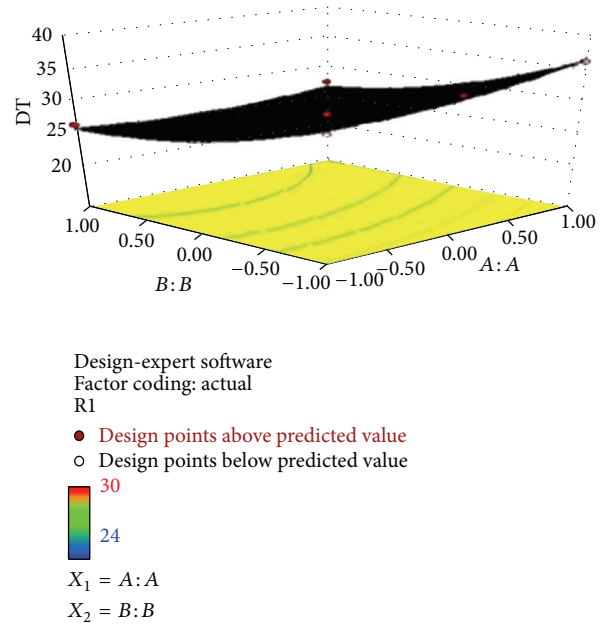 40
35
30
25
20
DT
1.00
0.50
0.00
−0.50
−1.00
B:B
−1.00
−0.50
0.00
0.50
1.00
A:A
Design-expert software
Factor coding: actual
R1
Design points above predicted value
Design points below predicted value
30
24
X1 = A:A
X2 = B:B